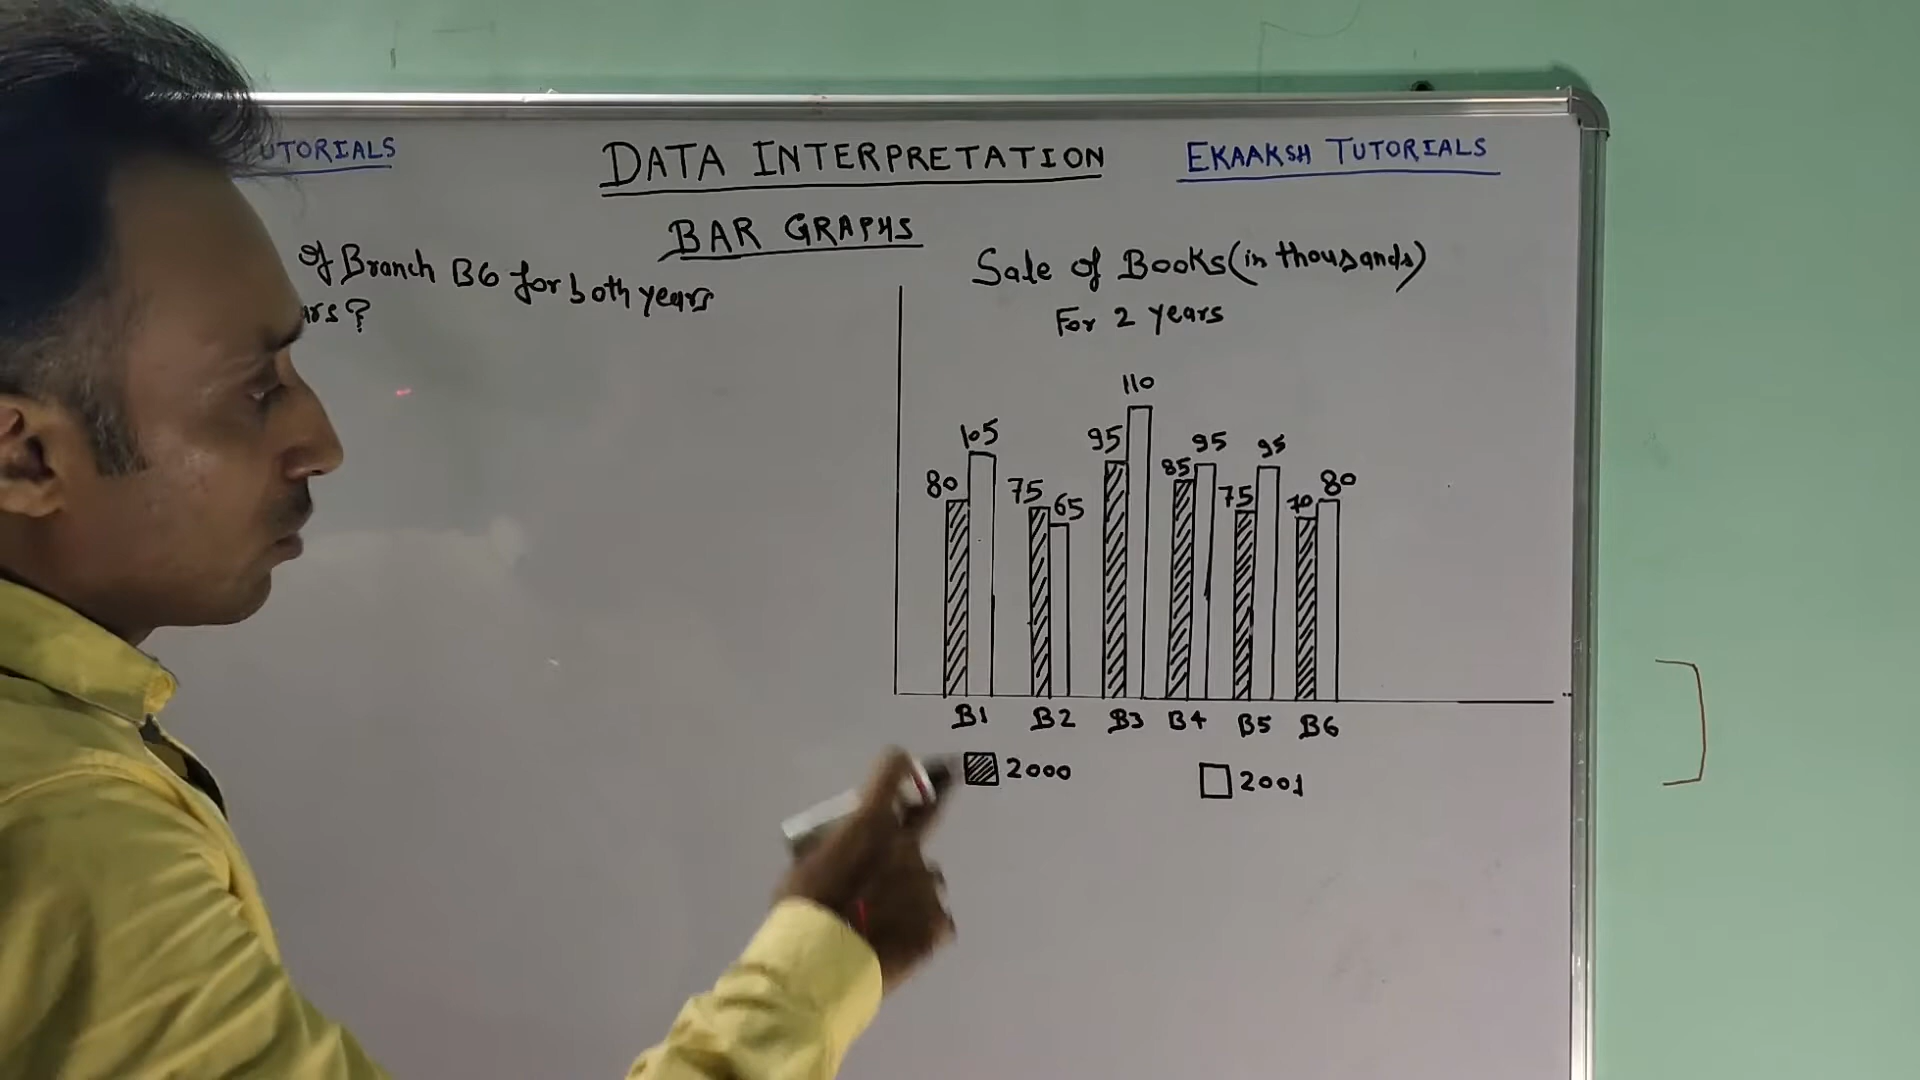 UTORIALS
DATA INTERPRETATION
EKAAKSH TUTORIALS
BAR GRAPHS
of Branch B6 for both years
ars?
Sale of Books (in thousands)
For 2 years
80 105 75 65 95 110 85 95 75 95 70 80
B1 B2 B3 B4 B5 B6
2000 2001